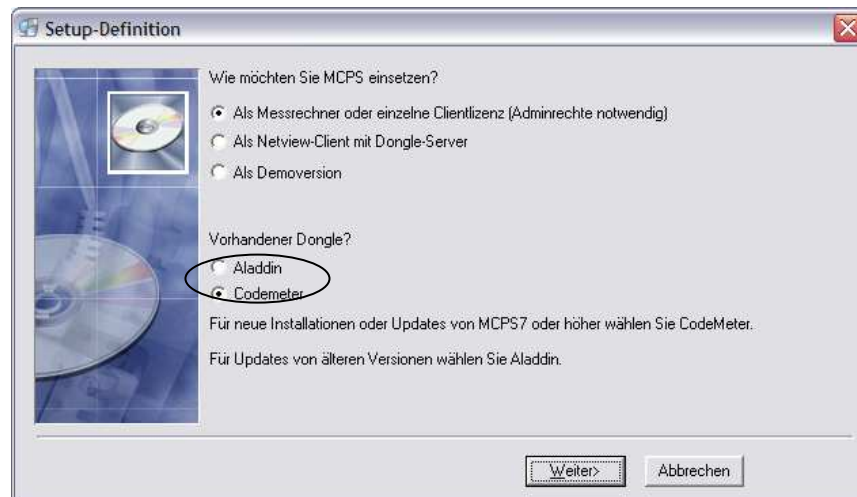 Setup-Definition
Wie möchten Sie MCPS einsetzen?
Als Messrechner oder einzelne Clientlizenz (Adminrechte notwendig)
Als Netview-Client mit Dongle-Server
Als Demoversion
Vorhandener Dongle?
Aladdin
Codemeter
Für neue Installationen oder Updates von MCPS7 oder höher wählen Sie CodeMeter.
Für Updates von älteren Versionen wählen Sie Aladdin.
Weiter>
Abbrechen